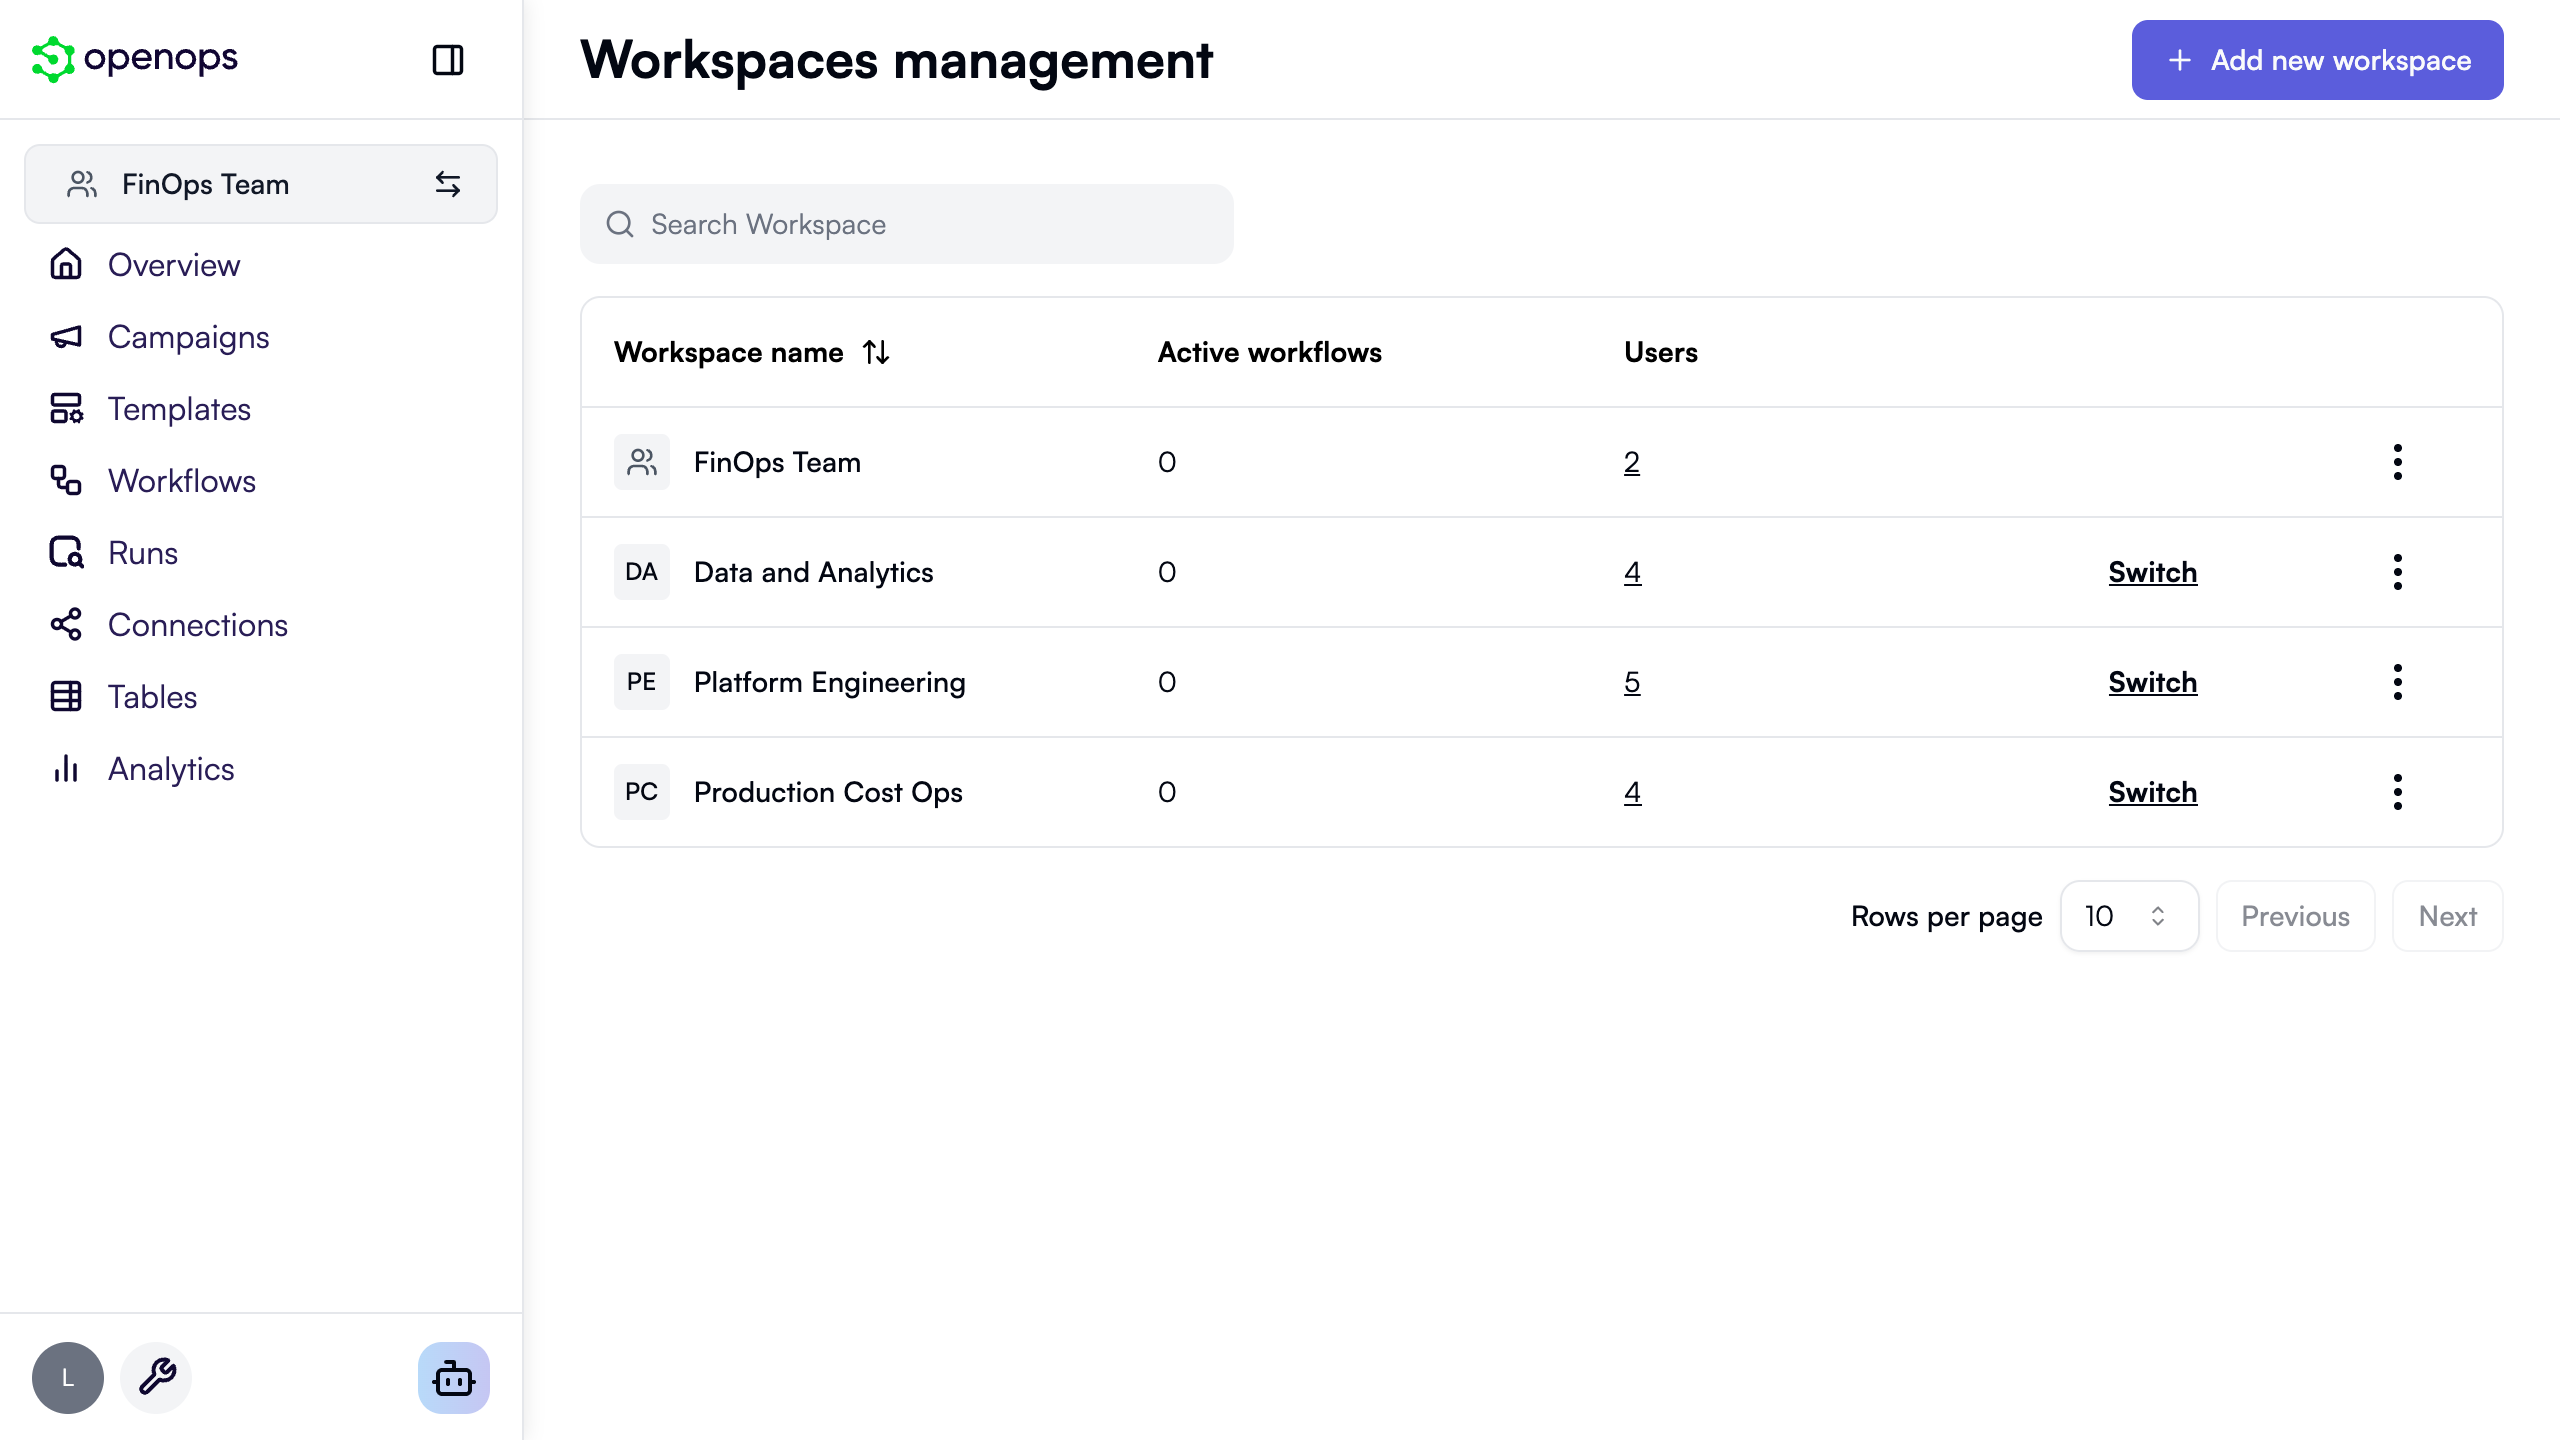 openops
Workspaces management
Add new workspace
FinOps Team
Overview
Campaigns
Templates
Workflows
Runs
Connections
Tables
Analytics
L
Search Workspace
Workspace name Active workflows Users
FinOps Team 0 2
DA Data and Analytics 0 4 Switch
PE Platform Engineering 0 5 Switch
PC Production Cost Ops 0 4 Switch
Rows per page 10 Previous Next